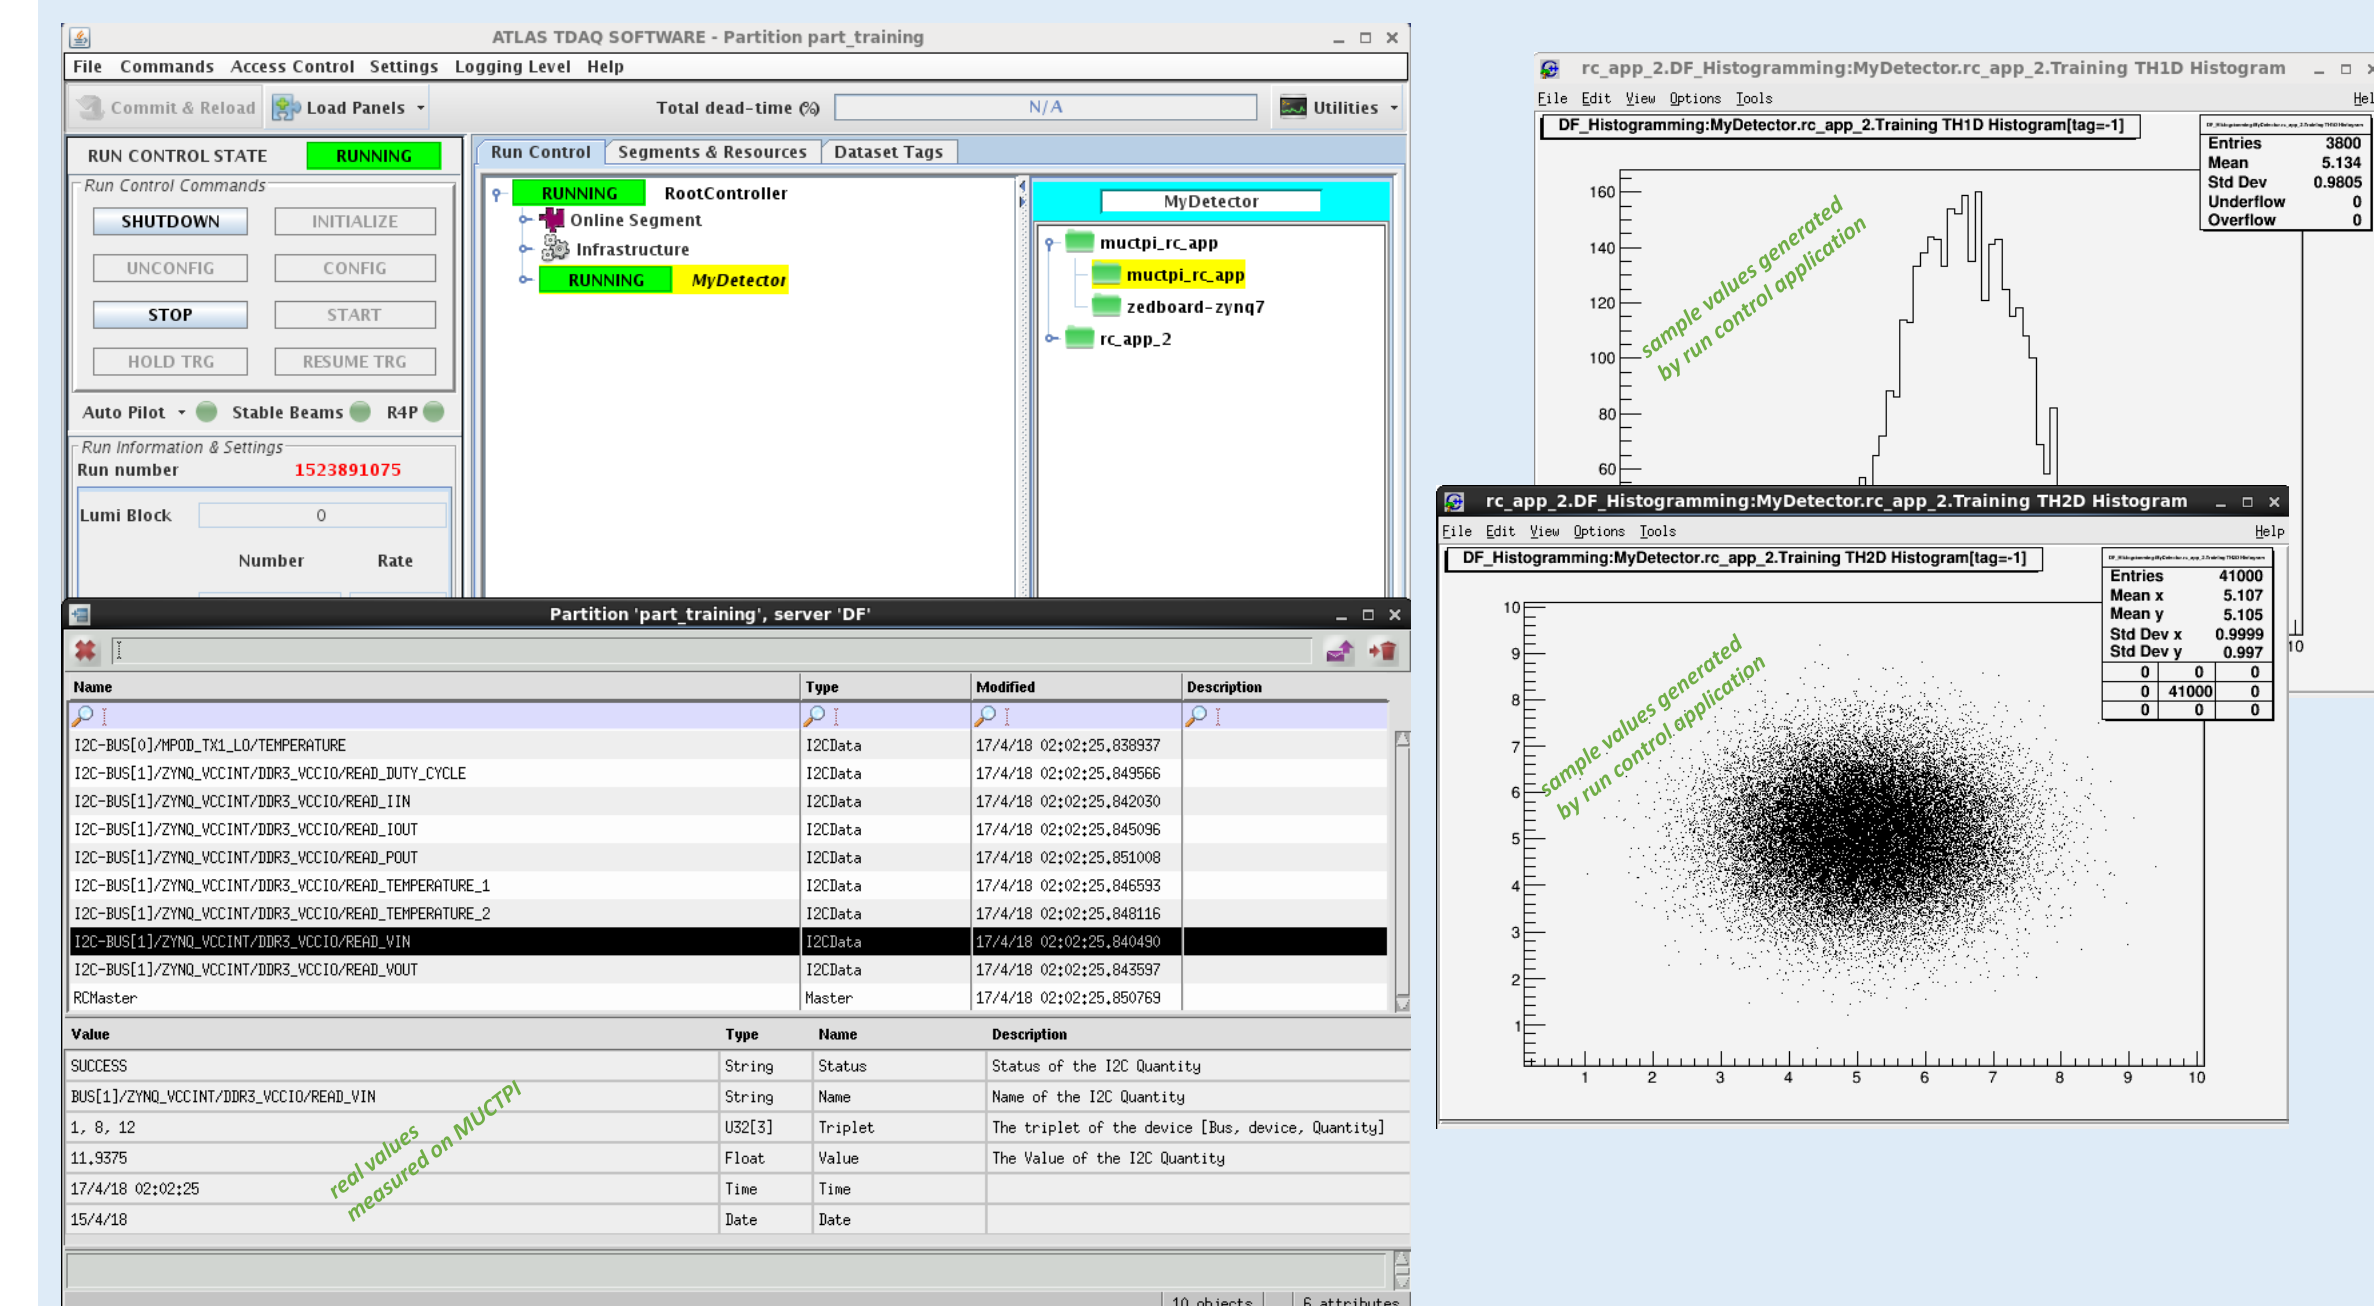 ATLAS TDAQ SOFTWARE - Partition part_training
File Commands Access Control Settings Logging Level Help
Commit & Reload Load Panels Total dead-time (%) N/A Utilities
RUN CONTROL STATE RUNNING
Run Control Commands
SHUTDOWN INITIALIZE
UNCONFIG CONFIG
STOP START
HOLD TRG RESUME TRG
Auto Pilot Stable Beams R4P
Run Information & Settings
Run number 1523891075
Lumi Block 0
Number Rate
Run Control Segments & Resources Dataset Tags
RUNNING RootController
Online Segment
Infrastructure
RUNNING MyDetector
MyDetector
muctpi_rc_app
muctpi_rc_app
zedboard-zynq7
rc_app_2
Partition 'part_training', server 'DF'
Name Type Modified Description
I2C-BUS[0]/MPOD_TX1_LO/TEMPERATURE I2CData 17/4/18 02:02:25.838937
I2C-BUS[1]/ZYNQ_VCCINT/DDR3_VCCIO/READ_DUTY_CYCLE I2CData 17/4/18 02:02:25.849566
I2C-BUS[1]/ZYNQ_VCCINT/DDR3_VCCIO/READ_IIN I2CData 17/4/18 02:02:25.842030
I2C-BUS[1]/ZYNQ_VCCINT/DDR3_VCCIO/READ_IOUT I2CData 17/4/18 02:02:25.845096
I2C-BUS[1]/ZYNQ_VCCINT/DDR3_VCCIO/READ_POUT I2CData 17/4/18 02:02:25.851008
I2C-BUS[1]/ZYNQ_VCCINT/DDR3_VCCIO/READ_TEMPERATURE_1 I2CData 17/4/18 02:02:25.846593
I2C-BUS[1]/ZYNQ_VCCINT/DDR3_VCCIO/READ_TEMPERATURE_2 I2CData 17/4/18 02:02:25.848116
I2C-BUS[1]/ZYNQ_VCCINT/DDR3_VCCIO/READ_VIN I2CData 17/4/18 02:02:25.840490
I2C-BUS[1]/ZYNQ_VCCINT/DDR3_VCCIO/READ_VOUT I2CData 17/4/18 02:02:25.843597
RCMaster Master 17/4/18 02:02:25.850769
Value Type Name Description
SUCCESS String Status Status of the I2C Quantity
BUS[1]/ZYNQ_VCCINT/DDR3_VCCIO/READ_VIN String Name Name of the I2C Quantity
1, 8, 12 U32[3] Triplet The triplet of the device [Bus, device, Quantity]
11.9375 Float Value The Value of the I2C Quantity
17/4/18 02:02:25 Time Time
15/4/18 Date Date
real values
measured on MUCTPI
10 objects 6 attributes
rc_app_2.DF_Histogramming:MyDetector.rc_app_2.Training TH1D Histogram
File Edit View Options Tools
DF_Histogramming:MyDetector.rc_app_2.Training TH1D Histogram[tag=-1]
Entries 3800
Mean 5.134
Std Dev 0.9805
Underflow 0
Overflow 0
160
140
120
100
80
60
10
sample values generated
by run control application
rc_app_2.DF_Histogramming:MyDetector.rc_app_2.Training TH2D Histogram
File Edit View Options Tools Help
DF_Histogramming:MyDetector.rc_app_2.Training TH2D Histogram[tag=-1]
Entries 41000
Mean x 5.107
Mean y 5.105
Std Dev x 0.9999
Std Dev y 0.997
0 0 0
0 41000 0
0 0 0
10
9
8
7
6
5
4
3
2
1
1 2 3 4 5 6 7 8 9 10
sample values generated
by run control application